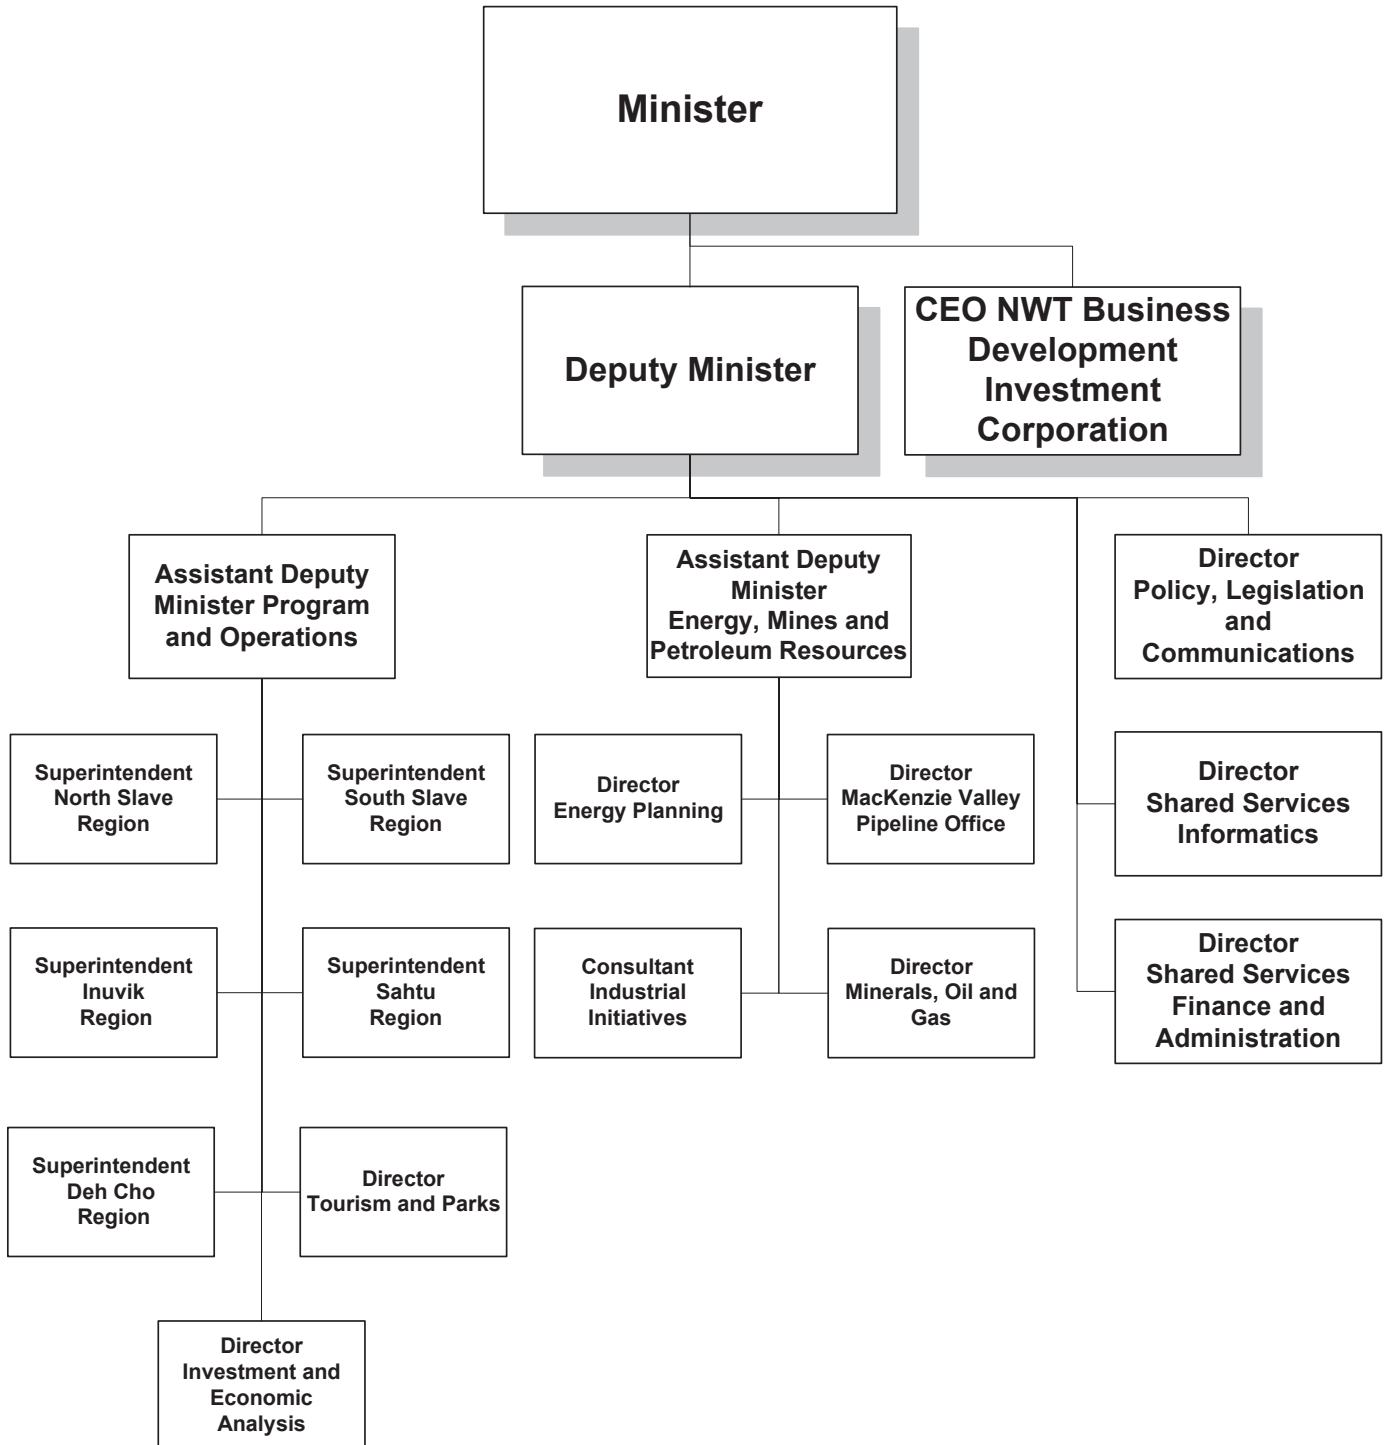 Minister
Deputy Minister
CEO NWT Business
Development
Investment
Corporation
Assistant Deputy
Minister Program
and Operations
Assistant Deputy
Minister
Energy, Mines and
Petroleum Resources
Director
Policy, Legislation
and
Communications
Superintendent
North Slave
Region
Superintendent
South Slave
Region
Director
Energy Planning
Director
MacKenzie Valley
Pipeline Office
Director
Shared Services
Informatics
Superintendent
Inuvik
Region
Superintendent
Sahtu
Region
Consultant
Industrial
Initiatives
Director
Minerals, Oil and
Gas
Director
Shared Services
Finance and
Administration
Superintendent
Deh Cho
Region
Director
Tourism and Parks
Director
Investment and
Economic
Analysis